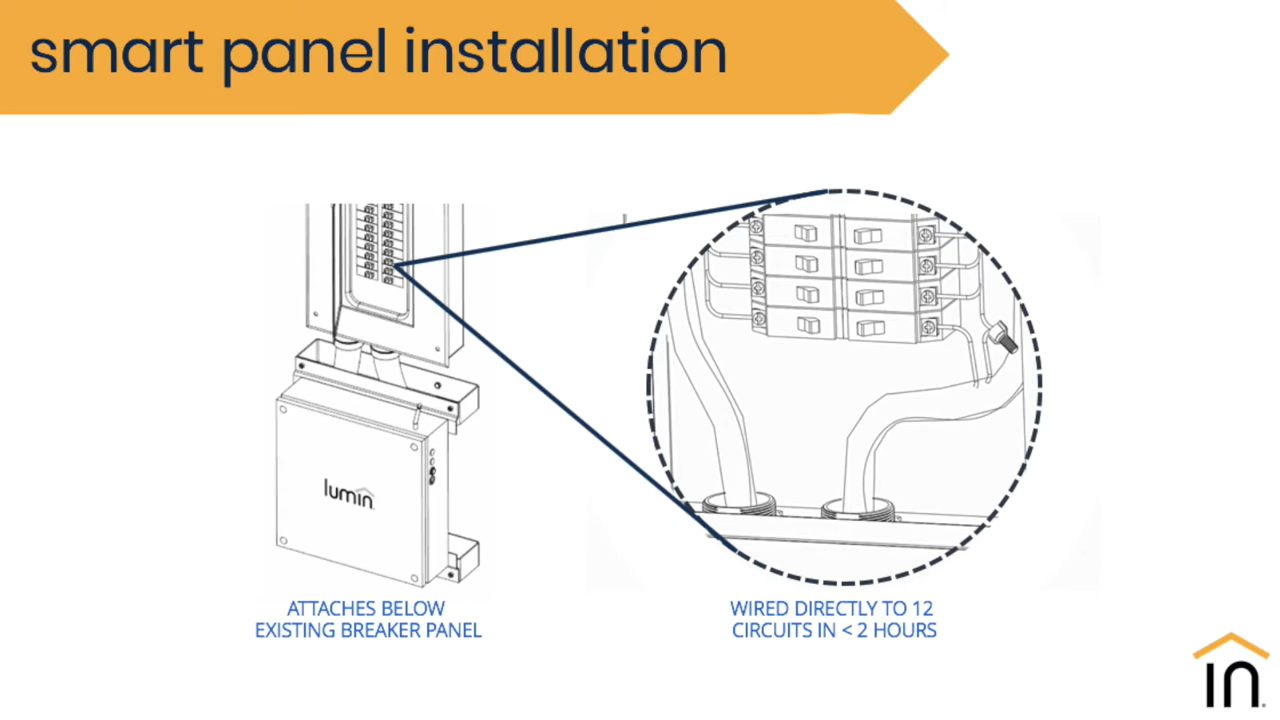 smart panel installation
lumin
ATTACHES BELOW
EXISTING BREAKER PANEL
WIRED DIRECTLY TO 12
CIRCUITS IN < 2 HOURS
in